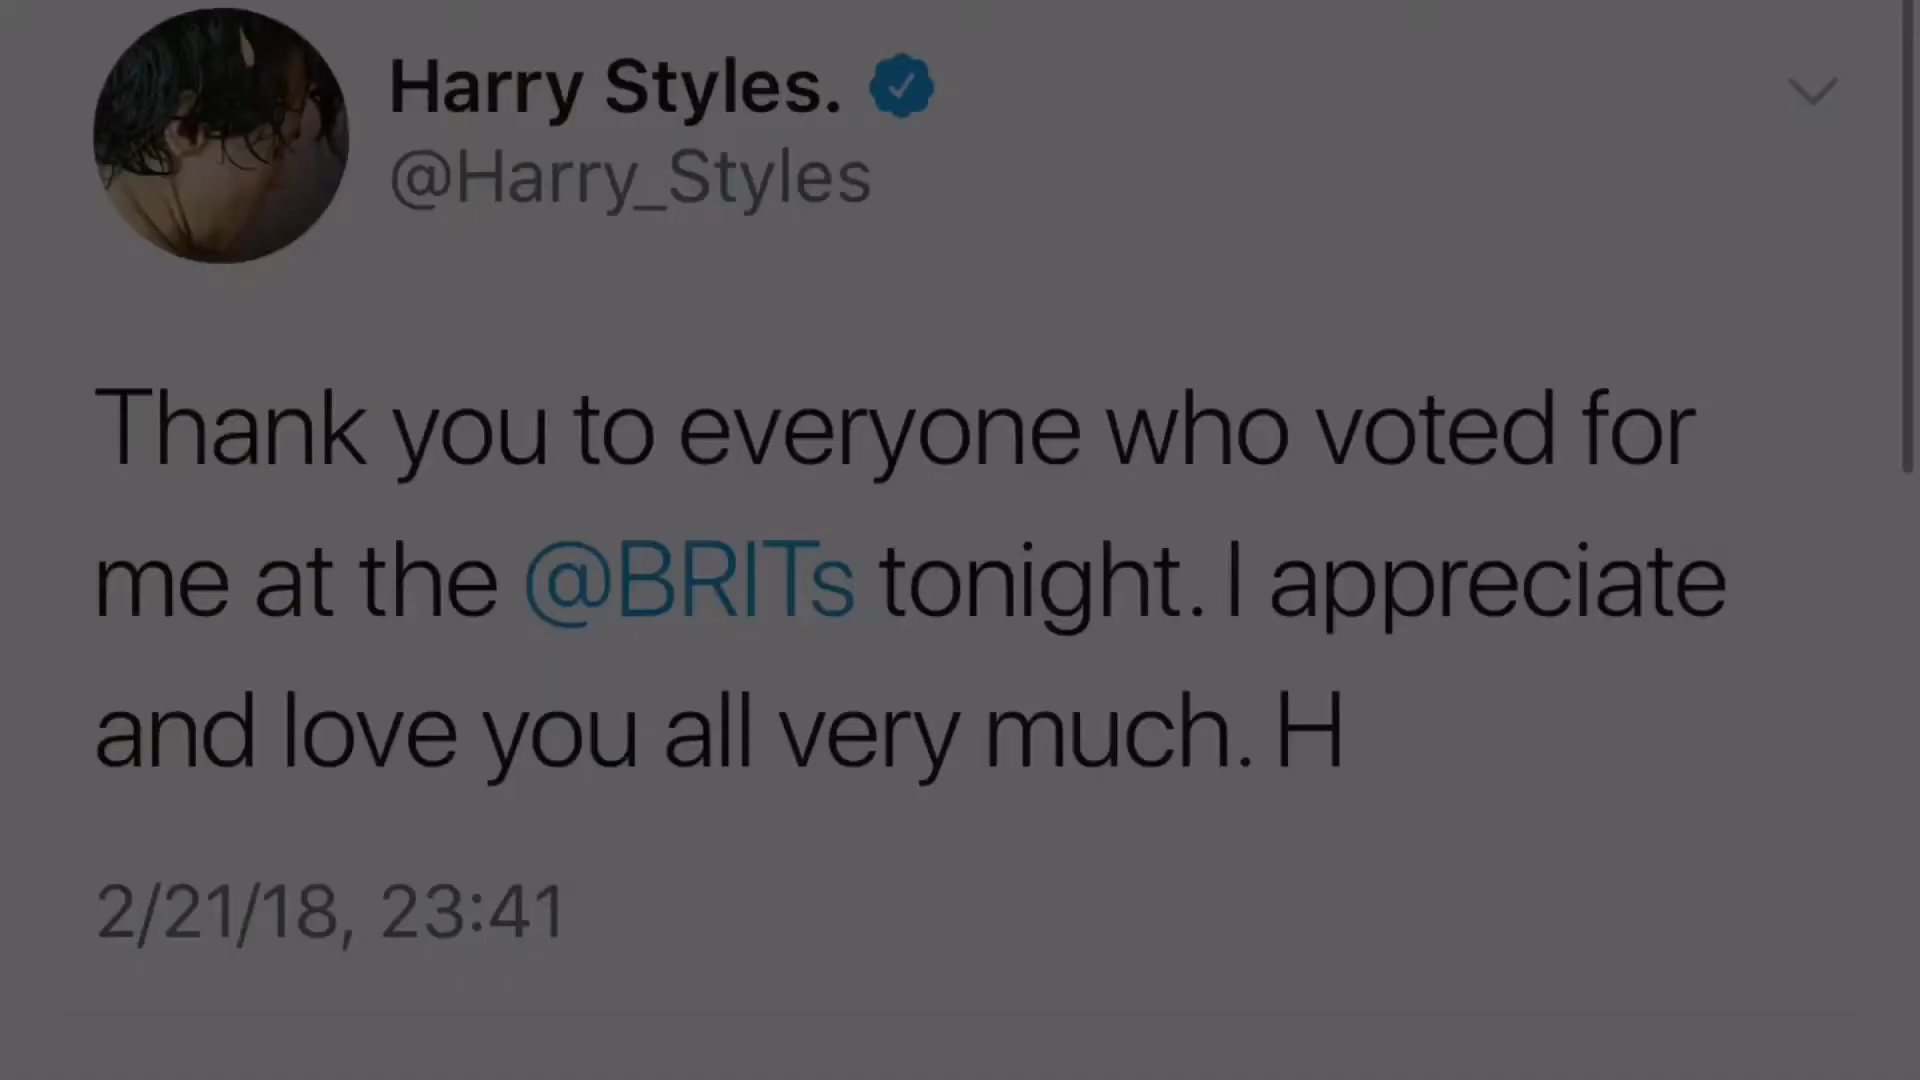 Harry Styles.
@Harry_Styles
Thank you to everyone who voted for
me at the @BRITs tonight. I appreciate
and love you all very much. H
2/21/18, 23:41